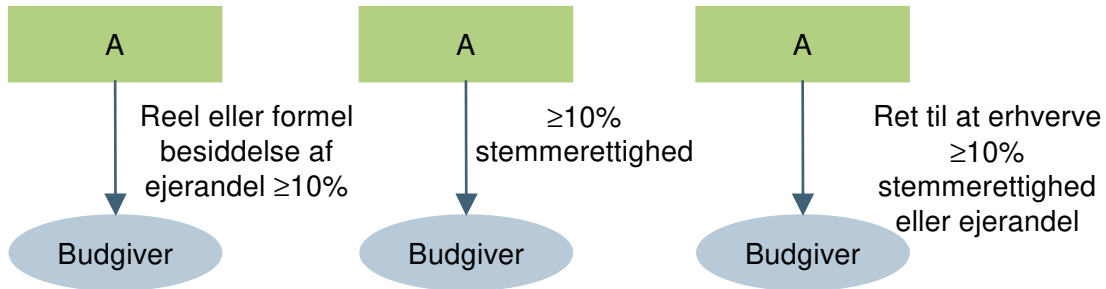 A
Reel eller formel
besiddelse af
ejerandel ≥10%
Budgiver
A
≥10%
stemmerettighed
Budgiver
A
Ret til at erhverve
≥10%
stemmerettighed
eller ejerandel
Budgiver